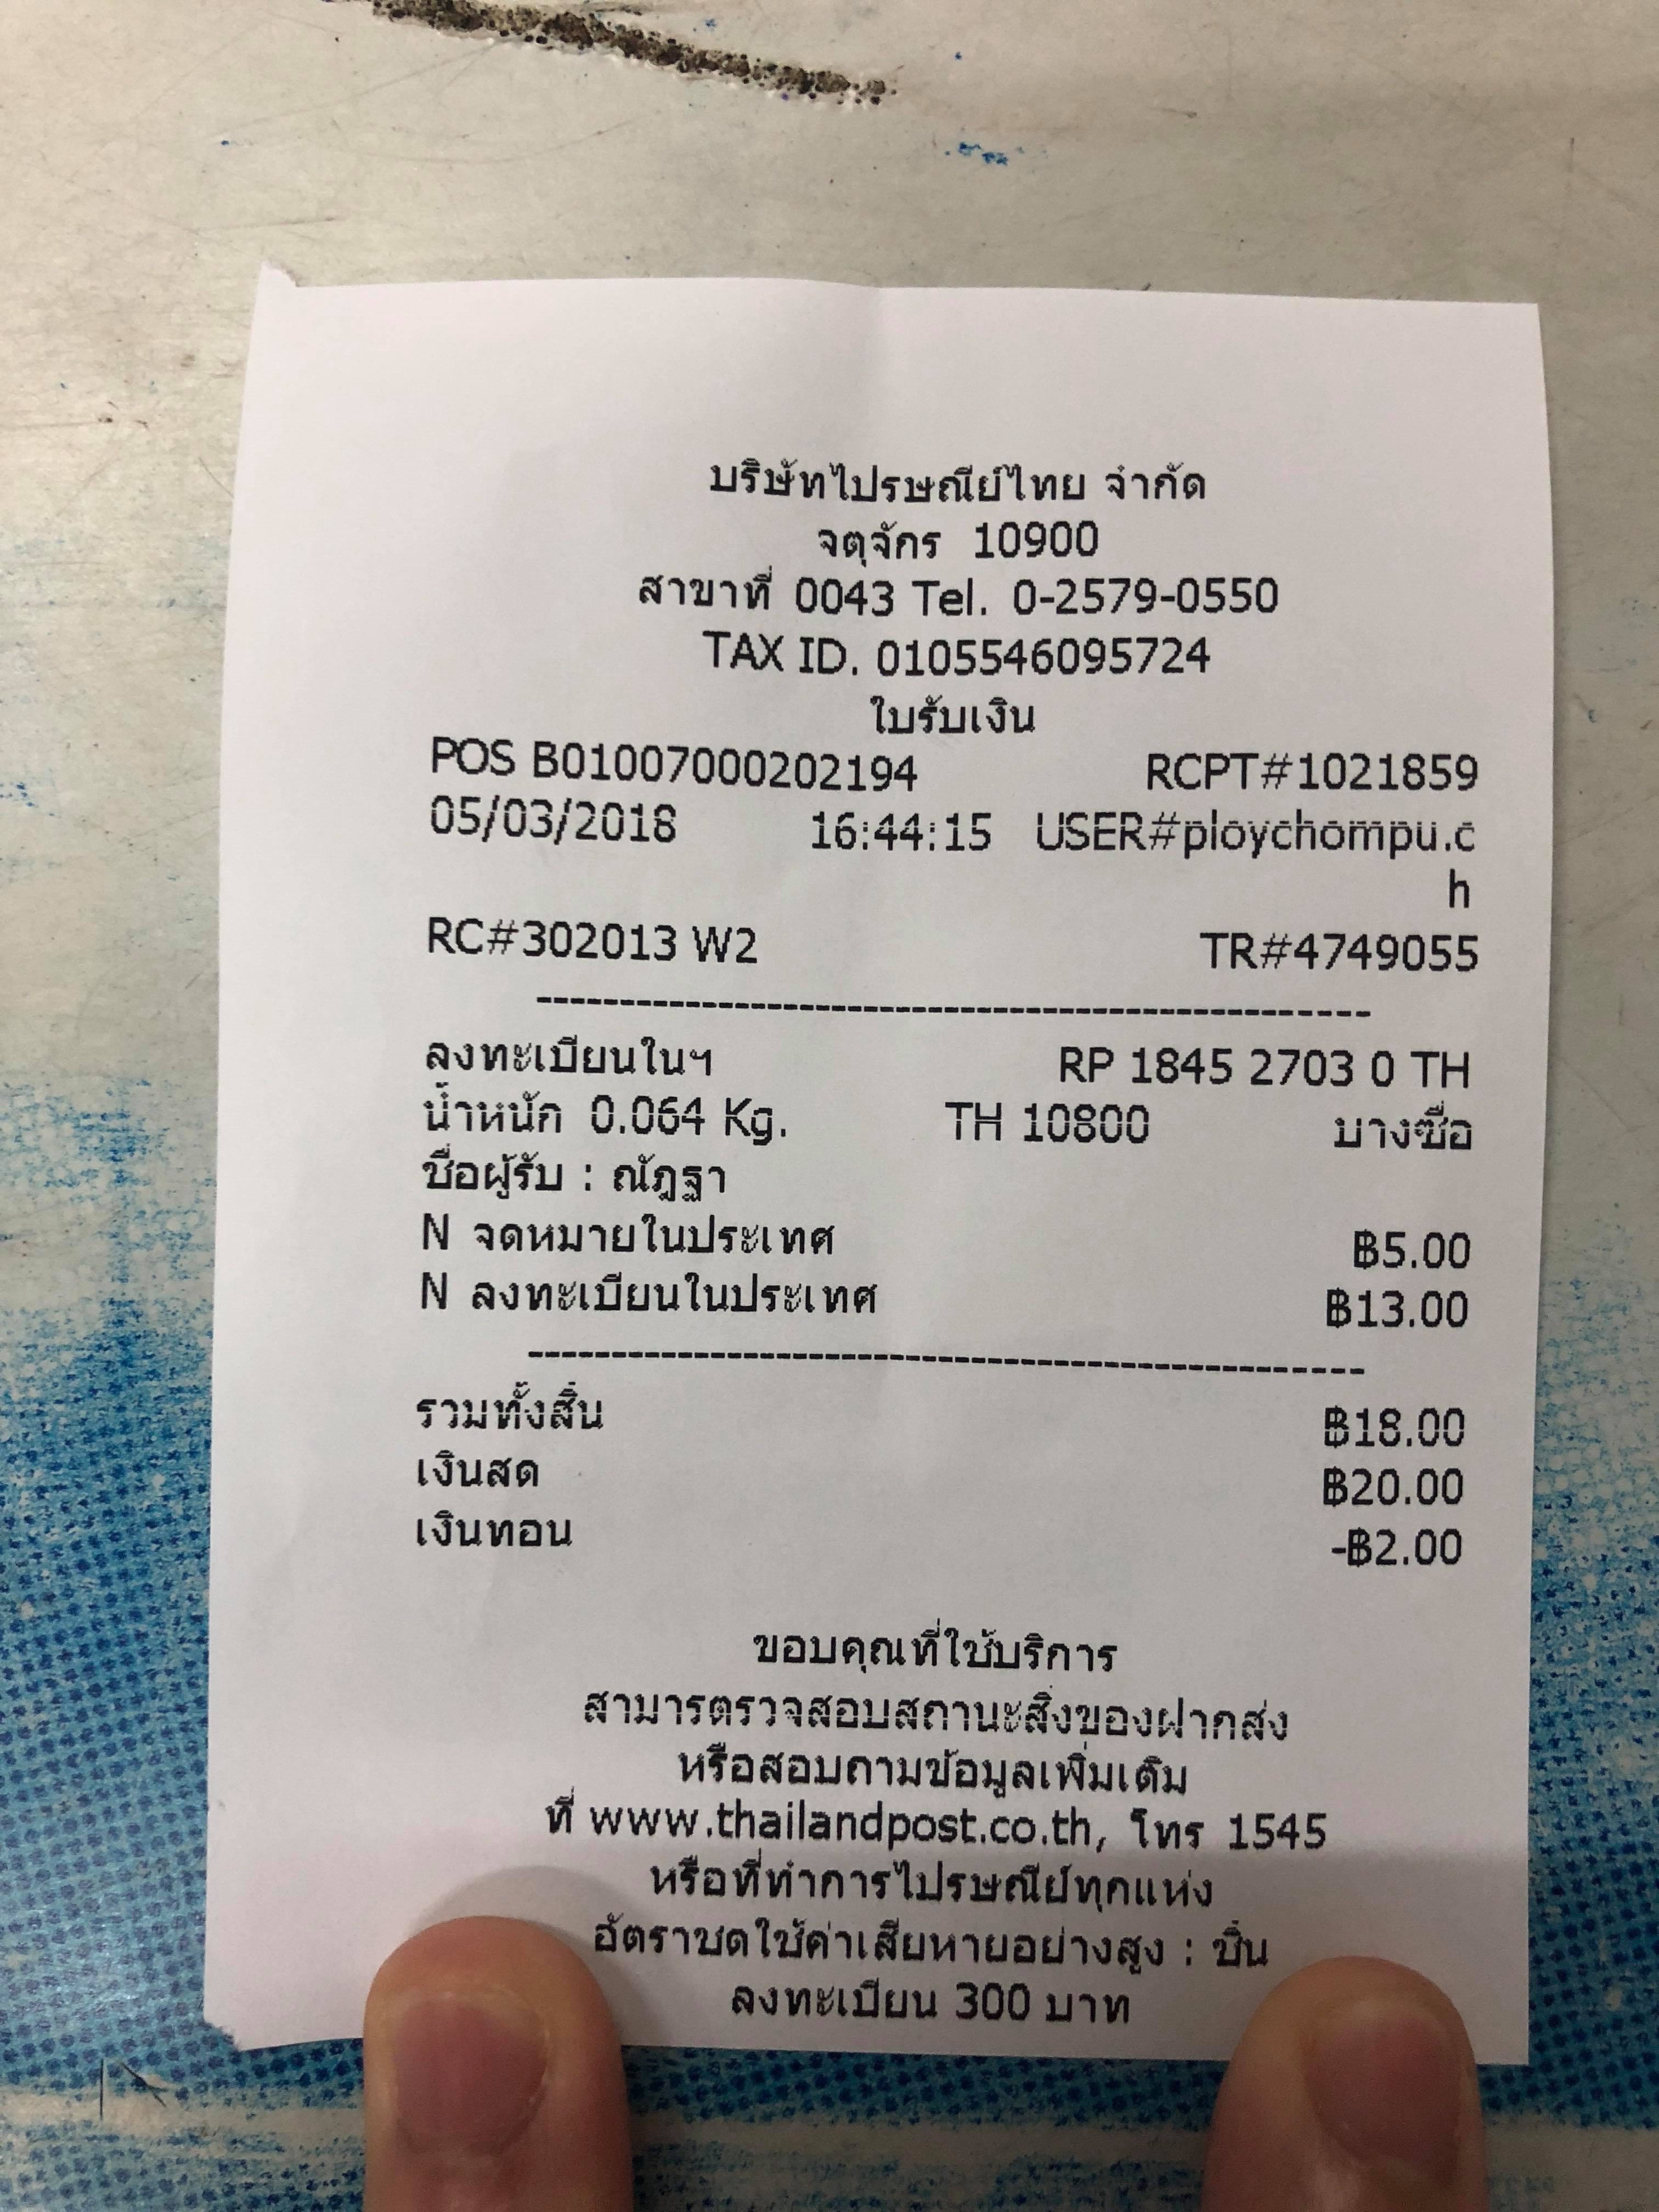 บริษัทไปรษณีย์ไทย จำกัด
จตุจักร 10900
สาขาที่ 0043 Tel. 0-2579-0550
TAX ID. 0105546095724
ใบรับเงิน
POS B01007000202194 RCPT#1021859
05/03/2018 16:44:15 USER#ploychompu.c
h
RC#302013 W2 TR#4749055
--------------------------------------------------
ลงทะเบียนในฯ RP 1845 2703 0 TH
น้ำหนัก 0.064 Kg. TH 10800 บางซื่อ
ชื่อผู้รับ : ณัฎฐา
N จดหมายในประเทศ ฿5.00
N ลงทะเบียนในประเทศ ฿13.00
--------------------------------------------------
รวมทั้งสิ้น ฿18.00
เงินสด ฿20.00
เงินทอน -฿2.00
ขอบคุณที่ใช้บริการ
สามารตรวจสอบสถานะสิ่งของฝากส่ง
หรือสอบถามข้อมูลเพิ่มเติม
ที่ www.thailandpost.co.th, โทร 1545
หรือที่ทำการไปรษณีย์ทุกแห่ง
อัตราชดใช้ค่าเสียหายอย่างสูง : ชิ้น
ลงทะเบียน 300 บาท